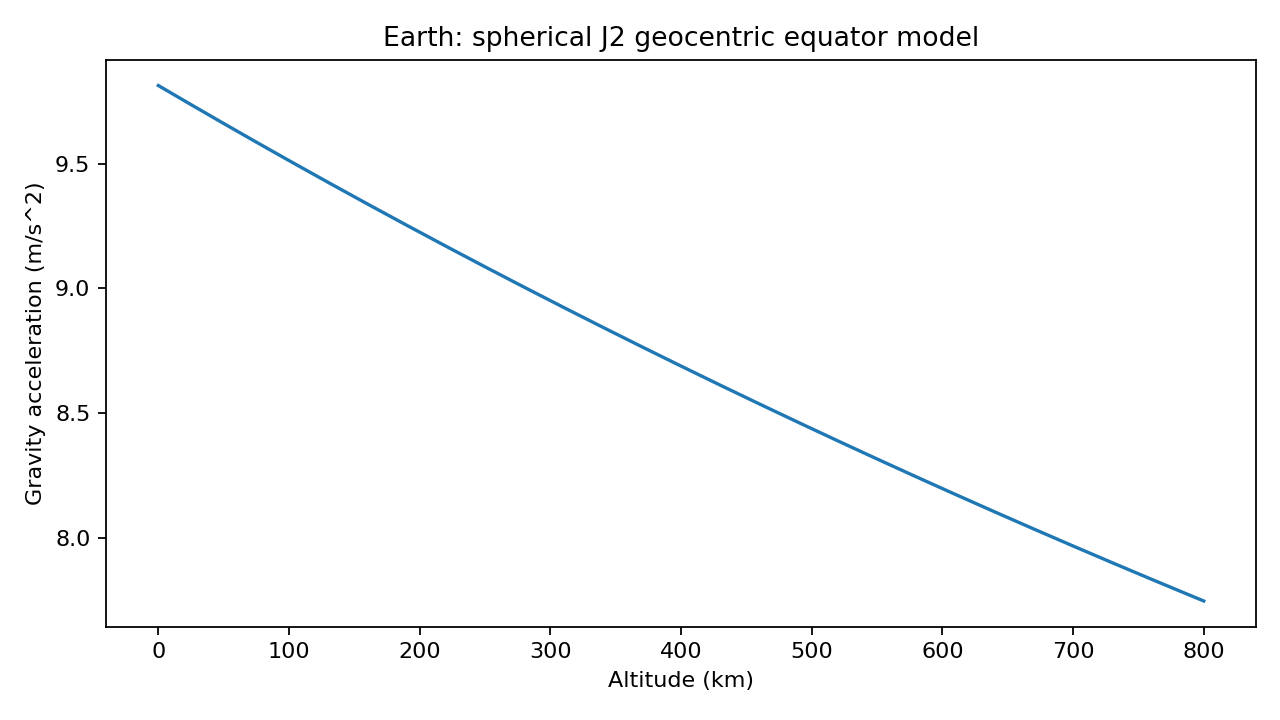 Earth: spherical J2 geocentric equator model
Gravity acceleration (m/s^2)
9.5
9.0
8.5
8.0
0 100 200 300 400 500 600 700 800
Altitude (km)